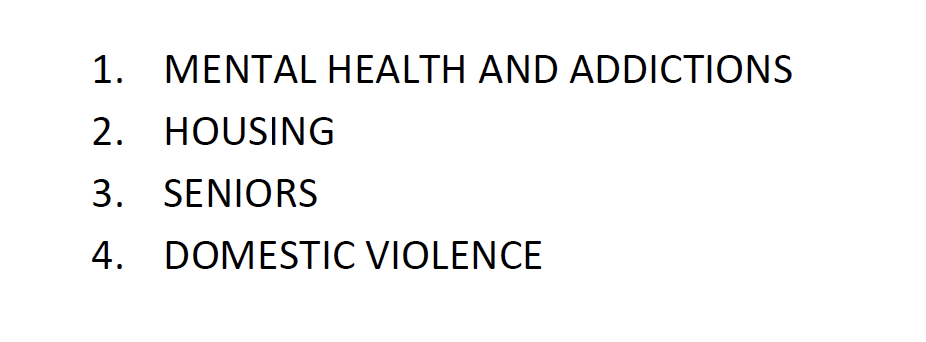 1. MENTAL HEALTH AND ADDICTIONS
2. HOUSING
3. SENIORS
4. DOMESTIC VIOLENCE